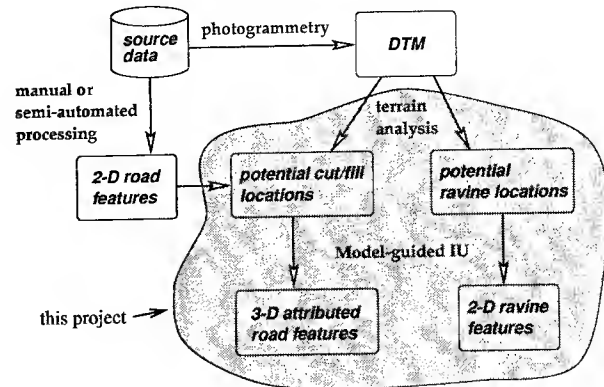 source
data
photogrammetry
DTM
manual or
semi-automated
processing
terrain
analysis
2-D road
features
potential cut/fill
locations
potential
ravine locations
Model-guided IU
this project
3-D attributed
road features
2-D ravine
features